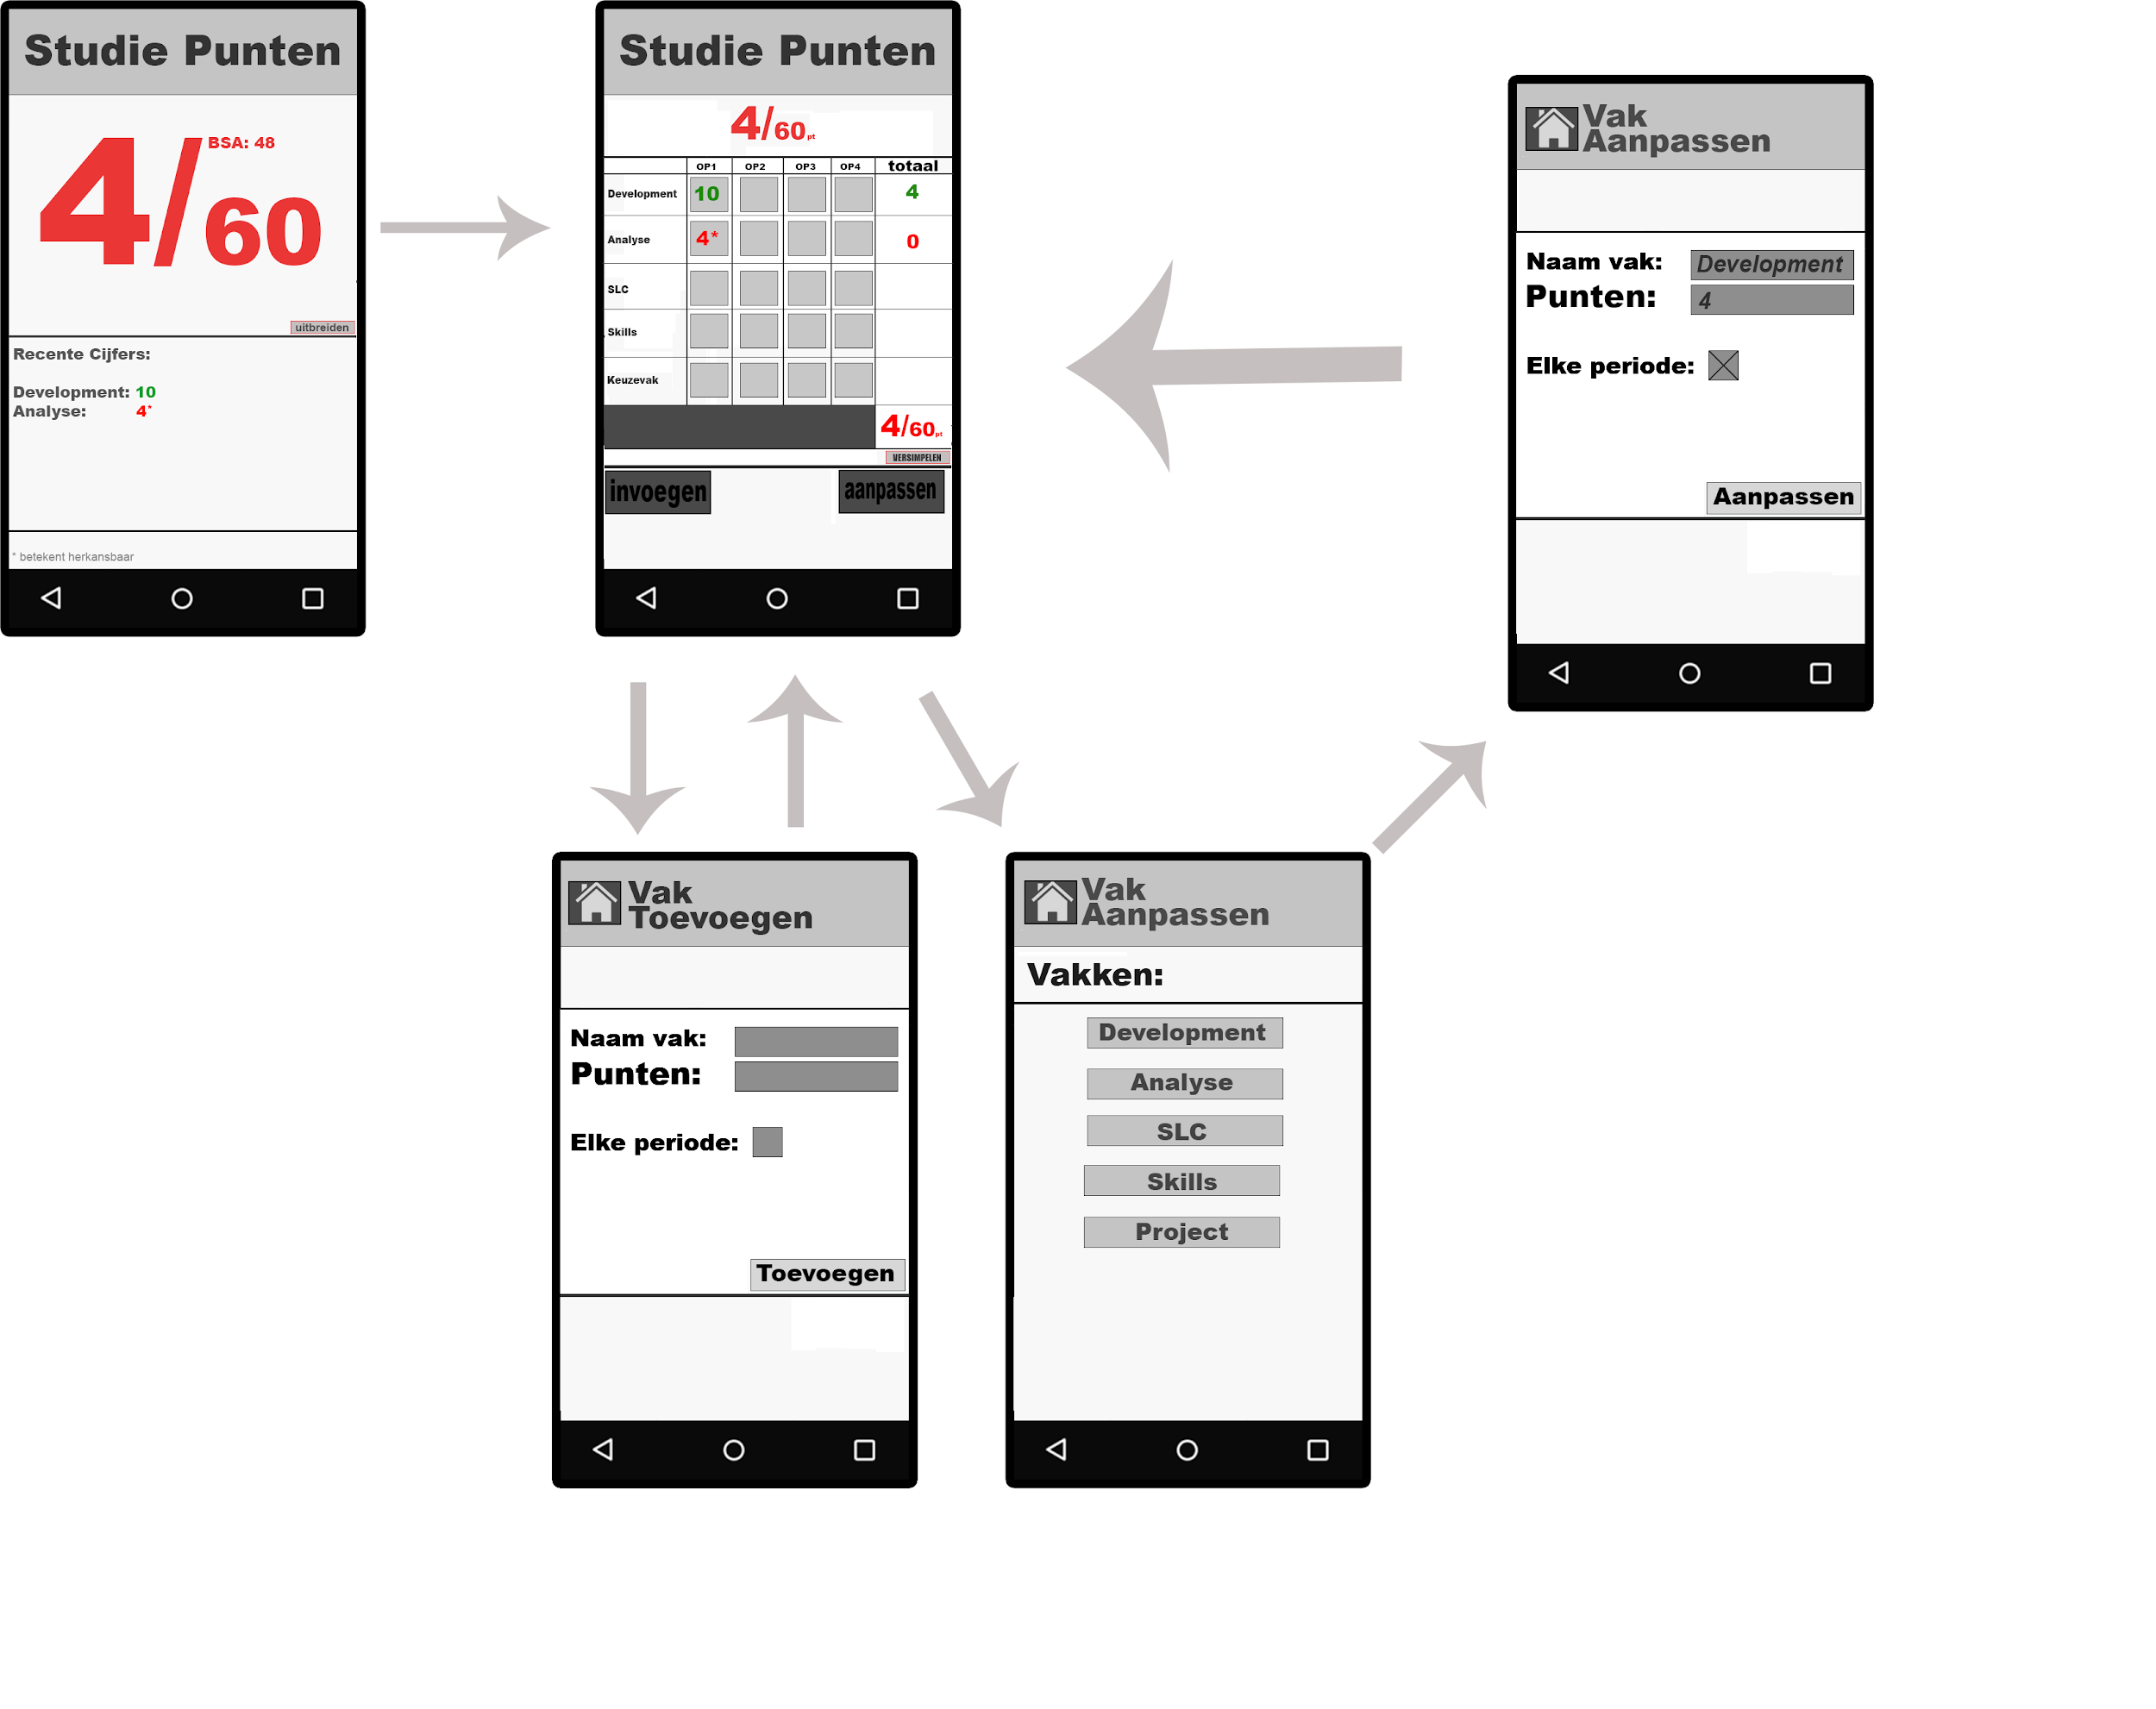 Studie Punten
4/60
BSA: 48
uitbreiden
Recente Cijfers:
Development: 10
Analyse: 4*
* betekent herkansbaar
Studie Punten
4/60pt
OP1 OP2 OP3 OP4 totaal
Development 10 4
Analyse 4* 0
SLC
Skills
Keuzevak
4/60pt
VERSIMPELEN
invoegen aanpassen
Vak
Aanpassen
Naam vak: Development
Punten: 4
Elke periode:
Aanpassen
Vak
Toevoegen
Naam vak:
Punten:
Elke periode:
Toevoegen
Vak
Aanpassen
Vakken:
Development
Analyse
SLC
Skills
Project